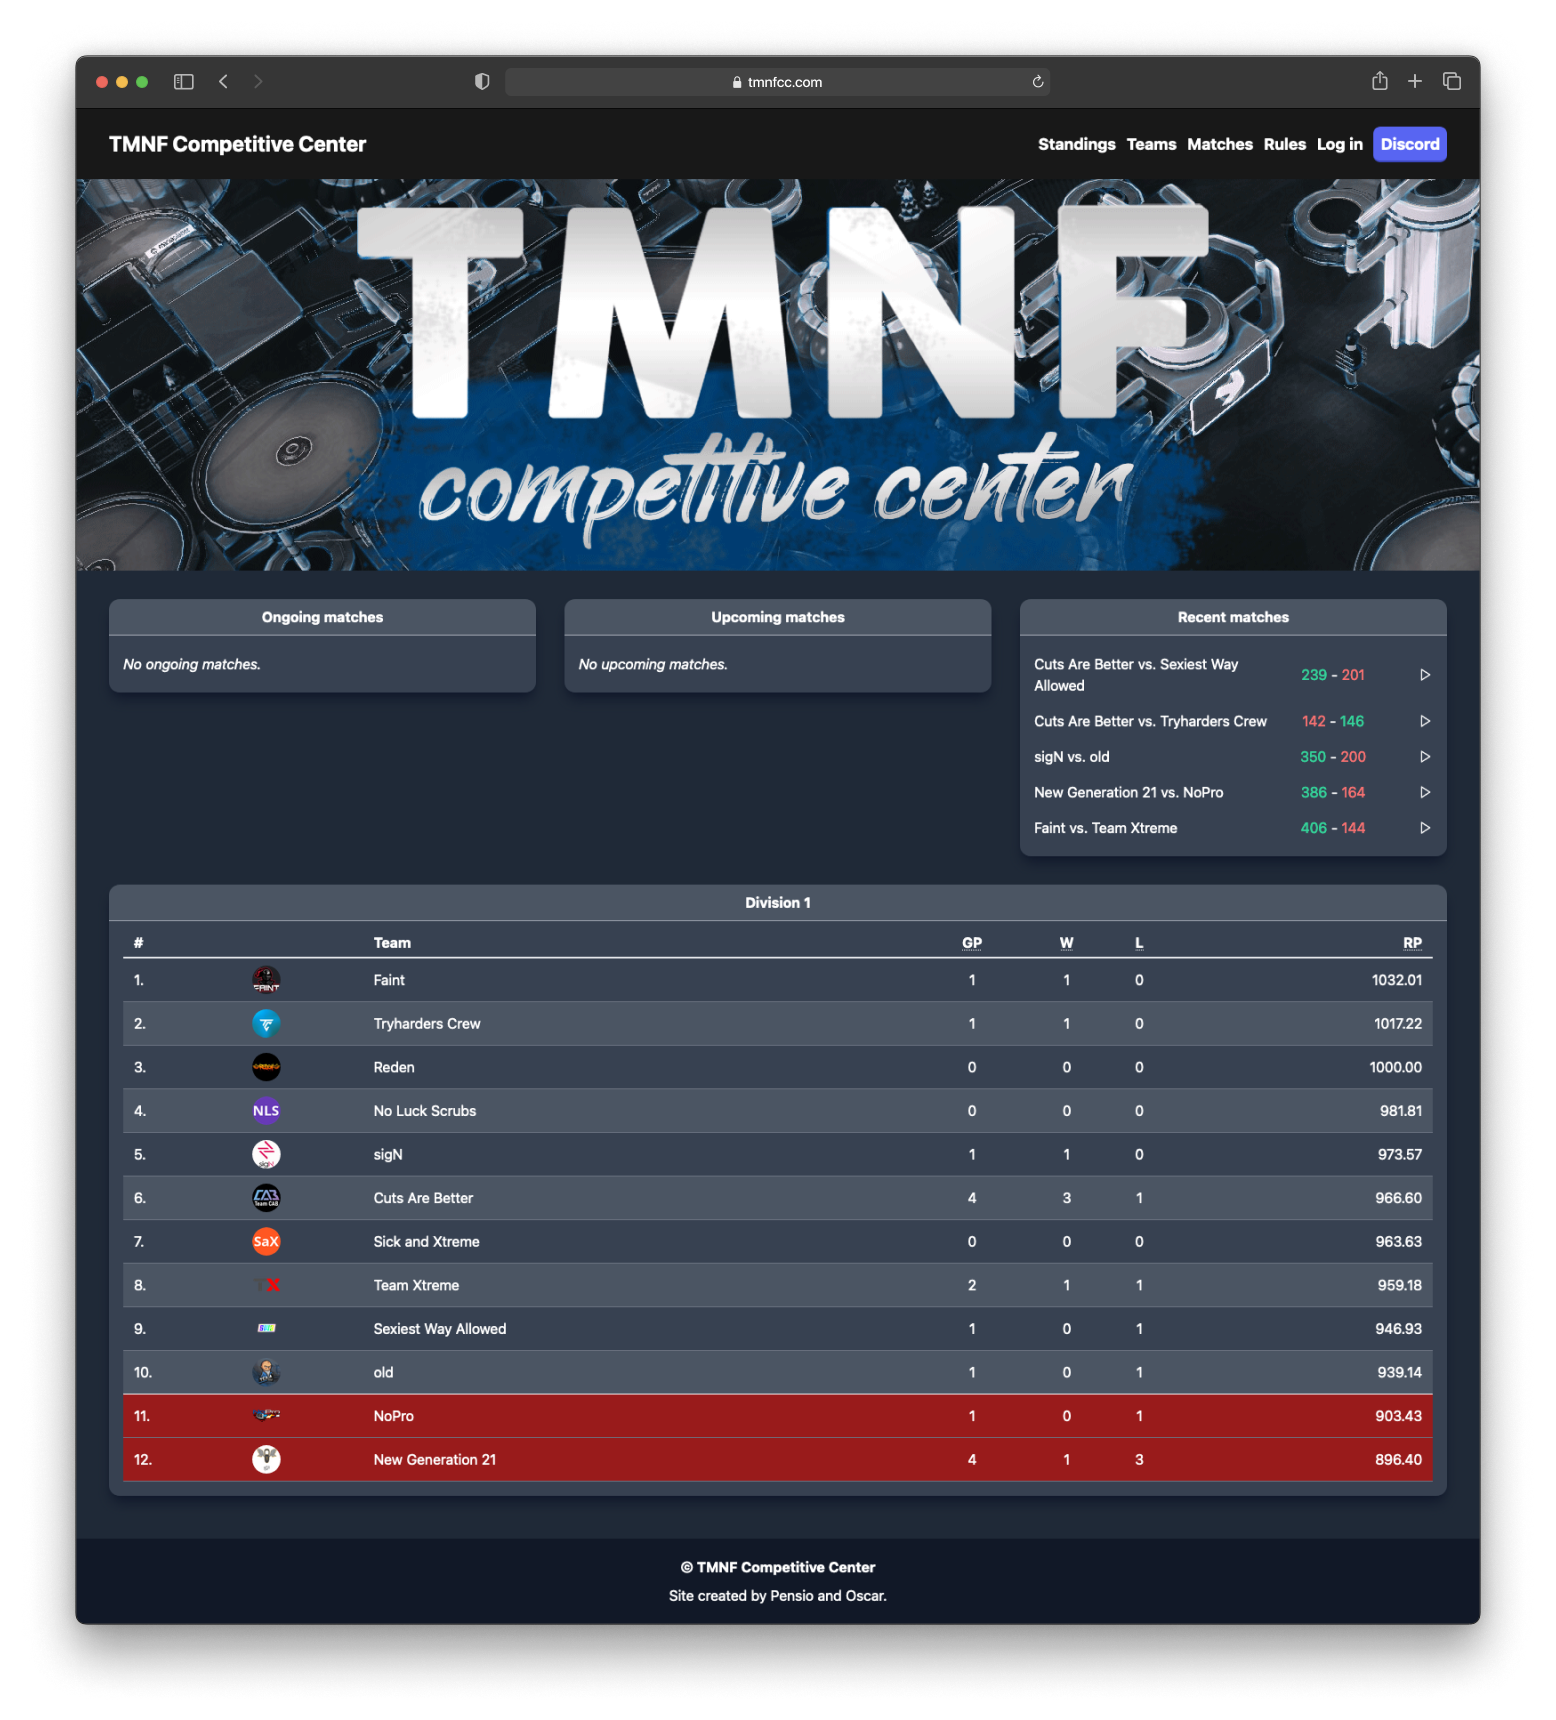 tmnfcc.com
TMNF Competitive Center
Standings Teams Matches Rules Log in Discord
TMNF
competitive center
Ongoing matches
No ongoing matches.
Upcoming matches
No upcoming matches.
Recent matches
Cuts Are Better vs. Sexiest Way
Allowed
239 - 201
Cuts Are Better vs. Tryharders Crew 142 - 146
sigN vs. old 350 - 200
New Generation 21 vs. NoPro 386 - 164
Faint vs. Team Xtreme 406 - 144
Division 1
# Team GP W L RP
1. FAINT Faint 1 1 0 1032.01
2. Tryharders Crew 1 1 0 1017.22
3. Reden 0 0 0 1000.00
4. NLS No Luck Scrubs 0 0 0 981.81
5. sigN 1 1 0 973.57
6. CAB Team CAB Cuts Are Better 4 3 1 966.60
7. SaX Sick and Xtreme 0 0 0 963.63
8. TX Team Xtreme 2 1 1 959.18
9. Sexiest Way Allowed 1 0 1 946.93
10. old 1 0 1 939.14
11. NoPro 1 0 1 903.43
12. New Generation 21 4 1 3 896.40
© TMNF Competitive Center
Site created by Pensio and Oscar.